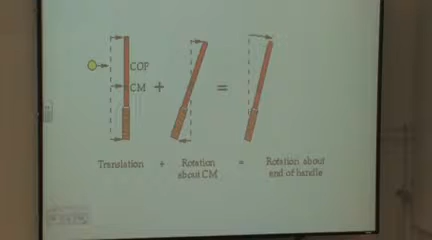 COP
CM + =
Translation + Rotation about CM = Rotation about end of handle